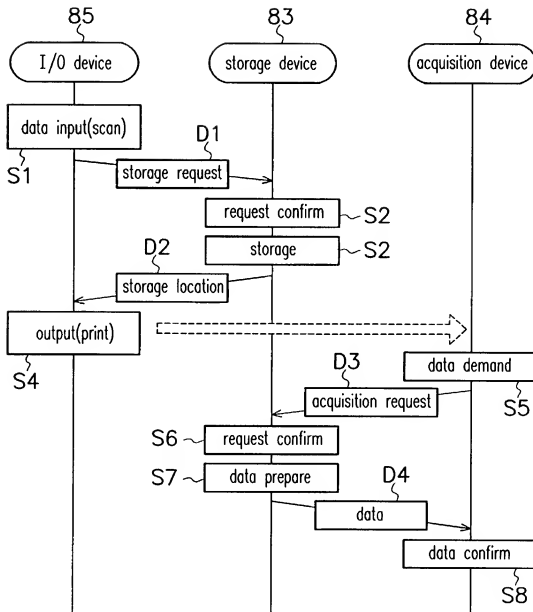 85
83
84
I/O device
storage device
acquisition device
data input(scan)
S1
D1
storage request
request confirm
S2
storage
S2
D2
storage location
output(print)
S4
data demand
S5
D3
acquisition request
S6
request confirm
S7
data prepare
D4
data
data confirm
S8